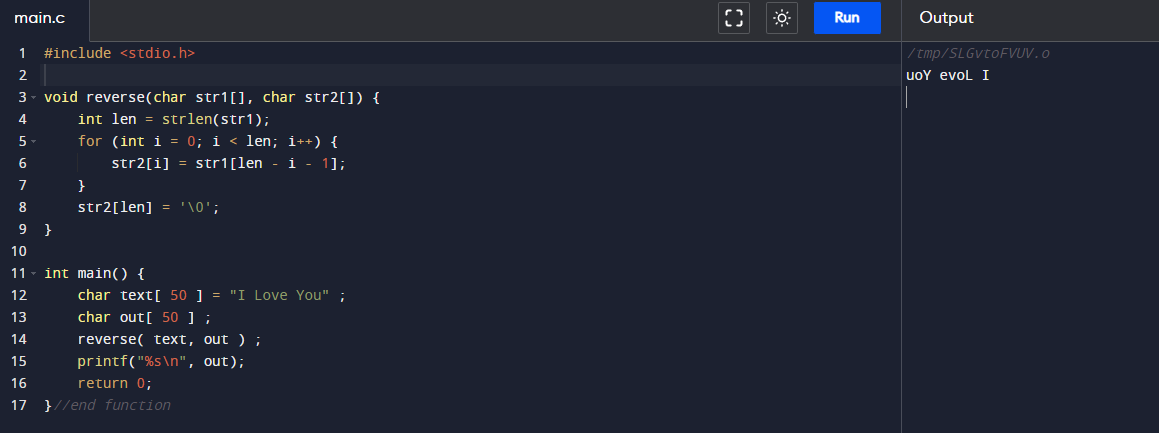 main.c
Run
Output
1 #include <stdio.h>
2
3 void reverse(char str1[], char str2[]) {
4     int len = strlen(str1);
5     for (int i = 0; i < len; i++) {
6         str2[i] = str1[len - i - 1];
7     }
8     str2[len] = '\0';
9 }
10
11 int main() {
12     char text[ 50 ] = "I Love You" ;
13     char out[ 50 ] ;
14     reverse( text, out ) ;
15     printf("%s\n", out);
16     return 0;
17 }//end function
/tmp/SLGvtoFVUV.o
uoY evoL I